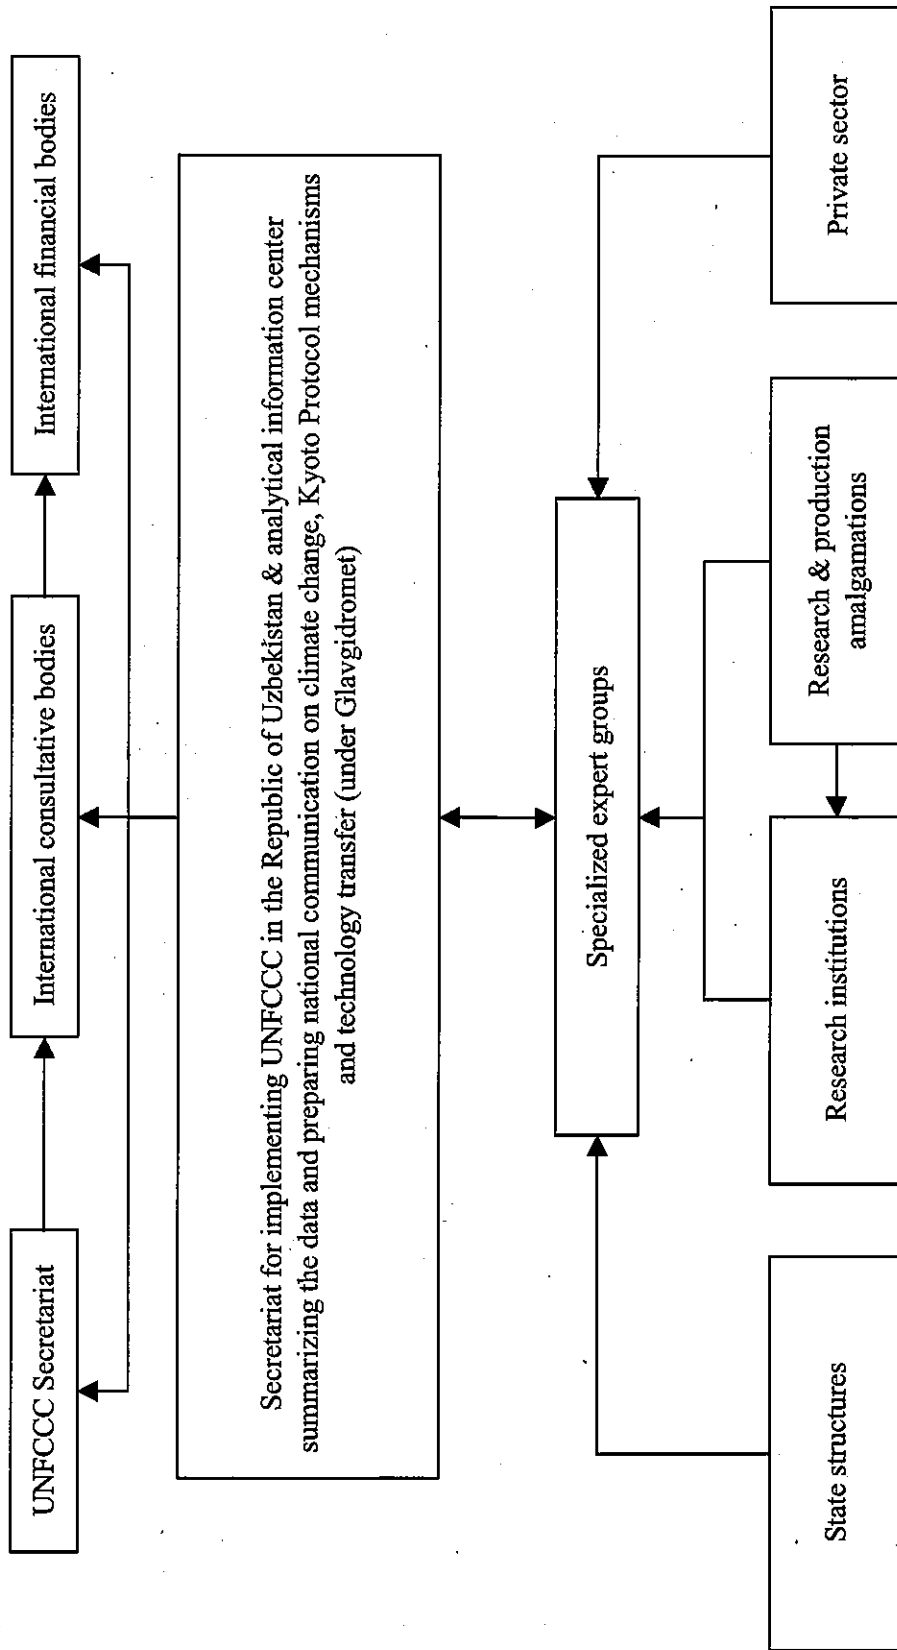 UNFCCC Secretariat
International consultative bodies
International financial bodies
Secretariat for implementing UNFCCC in the Republic of Uzbekistan & analytical information center
summarizing the data and preparing national communication on climate change, Kyoto Protocol mechanisms
and technology transfer (under Glavgidromet)
Specialized expert groups
State structures
Research institutions
Research & production
amalgamations
Private sector